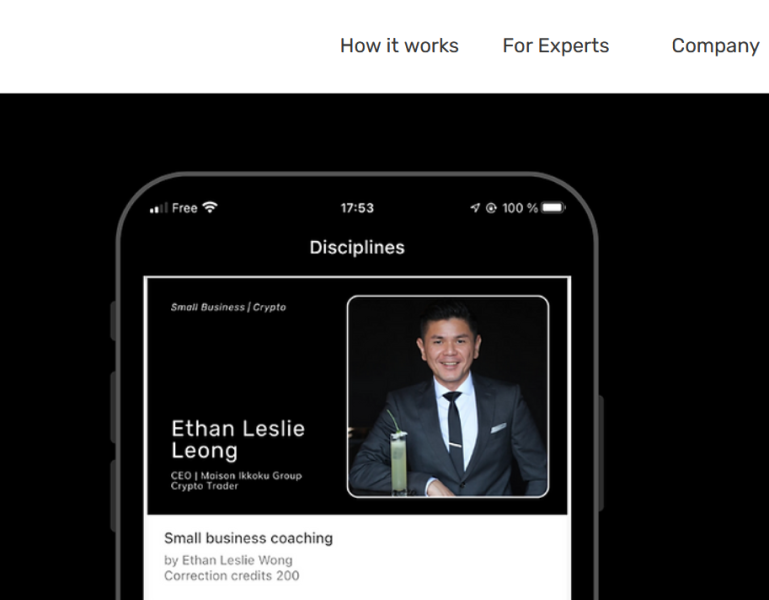 How it works For Experts Company
Free 17:53 100 %
Disciplines
Small Business | Crypto
Ethan Leslie
Leong
CEO | Maison Ikkoku Group
Crypto Trader
Small business coaching
by Ethan Leslie Wong
Correction credits 200